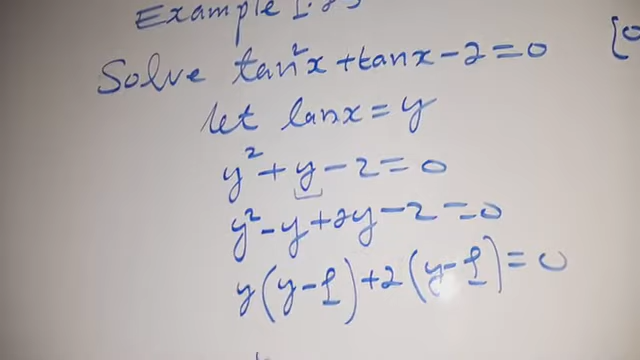 Example 1.
Solve tan²x + tanx - 2 = 0
let tanx = y
y² + y - 2 = 0
y² - y + 2y - 2 = 0
y(y-1) + 2(y-1) = 0